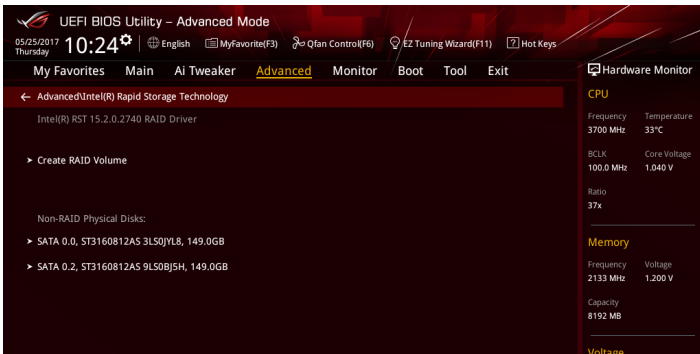 UEFI BIOS Utility – Advanced Mode
05/25/2017 Thursday 10:24 English MyFavorite(F3) Qfan Control(F6) EZ Tuning Wizard(F11) ? Hot Keys
My Favorites Main Ai Tweaker Advanced Monitor Boot Tool Exit
Hardware Monitor
← Advanced\Intel(R) Rapid Storage Technology
Intel(R) RST 15.2.0.2740 RAID Driver
> Create RAID Volume
Non-RAID Physical Disks:
> SATA 0.0, ST3160812AS 3LS0JYL8, 149.0GB
> SATA 0.2, ST3160812AS 9LS0BJ5H, 149.0GB
CPU
Frequency Temperature
3700 MHz 33°C
BCLK Core Voltage
100.0 MHz 1.040 V
Ratio
37x
Memory
Frequency Voltage
2133 MHz 1.200 V
Capacity
8192 MB
Voltage